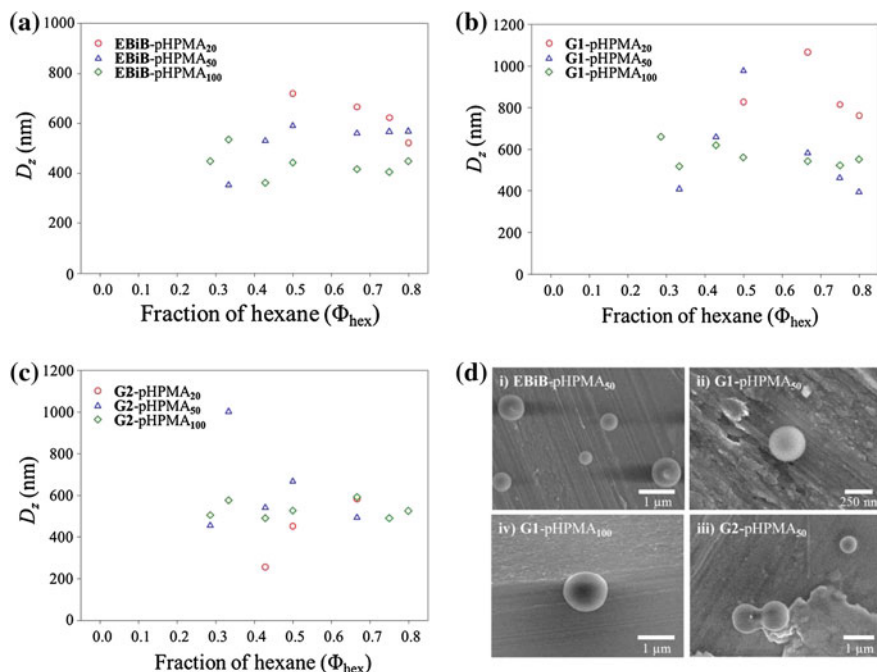 (a)
1000
800
600
400
200
0
D_z (nm)
EBiB-pHPMA₂₀
EBiB-pHPMA₅₀
EBiB-pHPMA₁₀₀
0.0 0.1 0.2 0.3 0.4 0.5 0.6 0.7 0.8
Fraction of hexane (Φhex)
(b)
1200
1000
800
600
400
200
0
D_z (nm)
G1-pHPMA₂₀
G1-pHPMA₅₀
G1-pHPMA₁₀₀
0.0 0.1 0.2 0.3 0.4 0.5 0.6 0.7 0.8
Fraction of hexane (Φhex)
(c)
1200
1000
800
600
400
200
0
D_z (nm)
G2-pHPMA₂₀
G2-pHPMA₅₀
G2-pHPMA₁₀₀
0.0 0.1 0.2 0.3 0.4 0.5 0.6 0.7 0.8
Fraction of hexane (Φhex)
(d)
i) EBiB-pHPMA₅₀
1 µm
ii) G1-pHPMA₅₀
250 nm
iv) G1-pHPMA₁₀₀
1 µm
iii) G2-pHPMA₅₀
1 µm